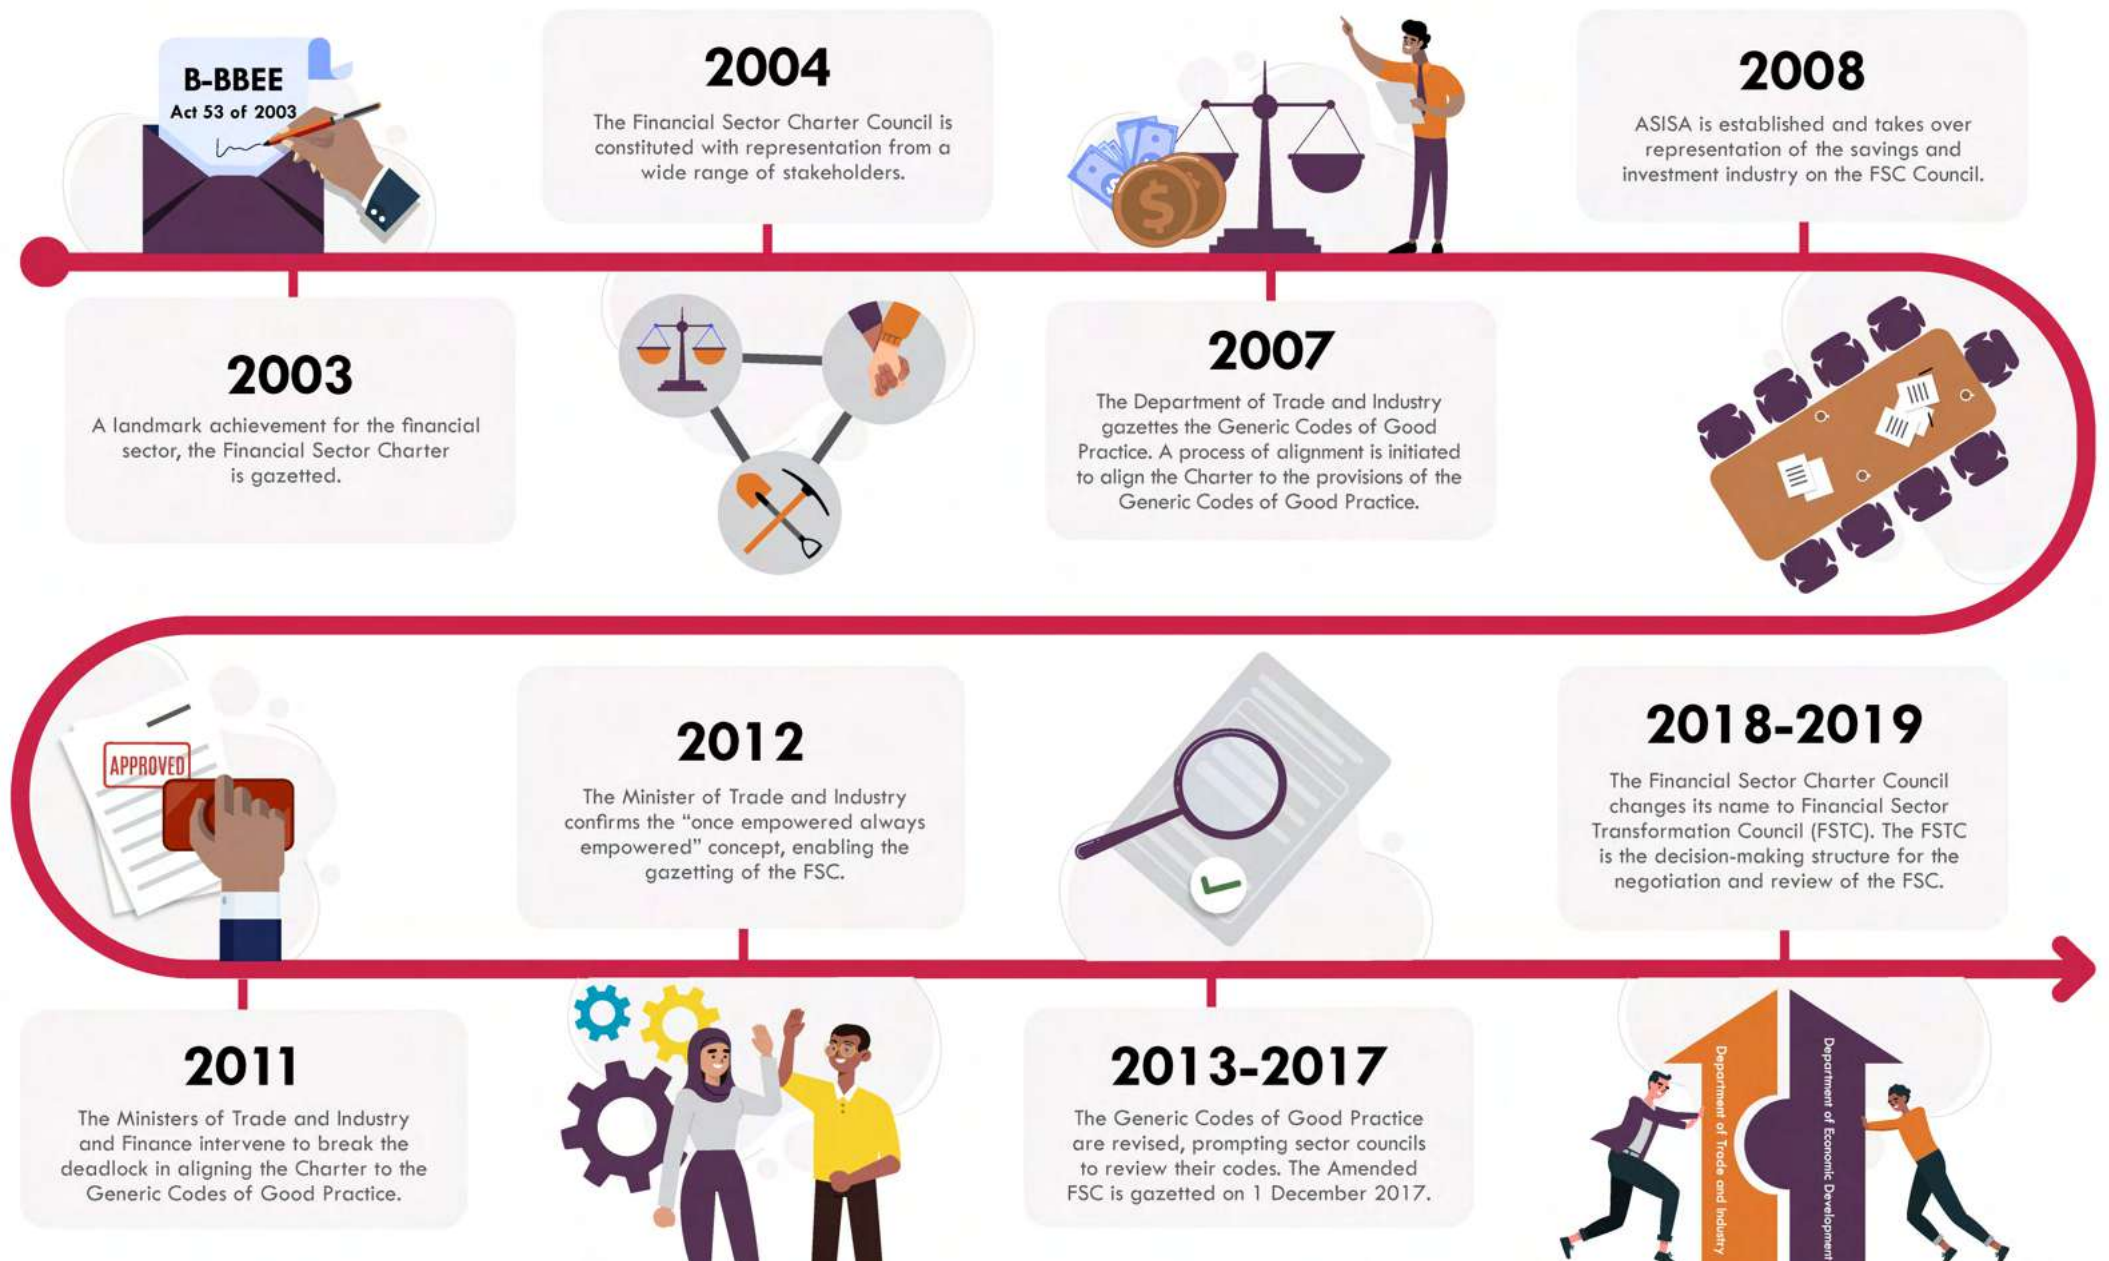 B-BBEE
Act 53 of 2003
2003
A landmark achievement for the financial
sector, the Financial Sector Charter
is gazetted.
2004
The Financial Sector Charter Council is
constituted with representation from a
wide range of stakeholders.
2007
The Department of Trade and Industry
gazettes the Generic Codes of Good
Practice. A process of alignment is initiated
to align the Charter to the provisions of the
Generic Codes of Good Practice.
2008
ASISA is established and takes over
representation of the savings and
investment industry on the FSC Council.
APPROVED
2011
The Ministers of Trade and Industry
and Finance intervene to break the
deadlock in aligning the Charter to the
Generic Codes of Good Practice.
2012
The Minister of Trade and Industry
confirms the “once empowered always
empowered” concept, enabling the
gazetting of the FSC.
2013-2017
The Generic Codes of Good Practice
are revised, prompting sector councils
to review their codes. The Amended
FSC is gazetted on 1 December 2017.
2018-2019
The Financial Sector Charter Council
changes its name to Financial Sector
Transformation Council (FSTC). The FSTC
is the decision-making structure for the
negotiation and review of the FSC.
Department of Trade and Industry
Department of Economic Development